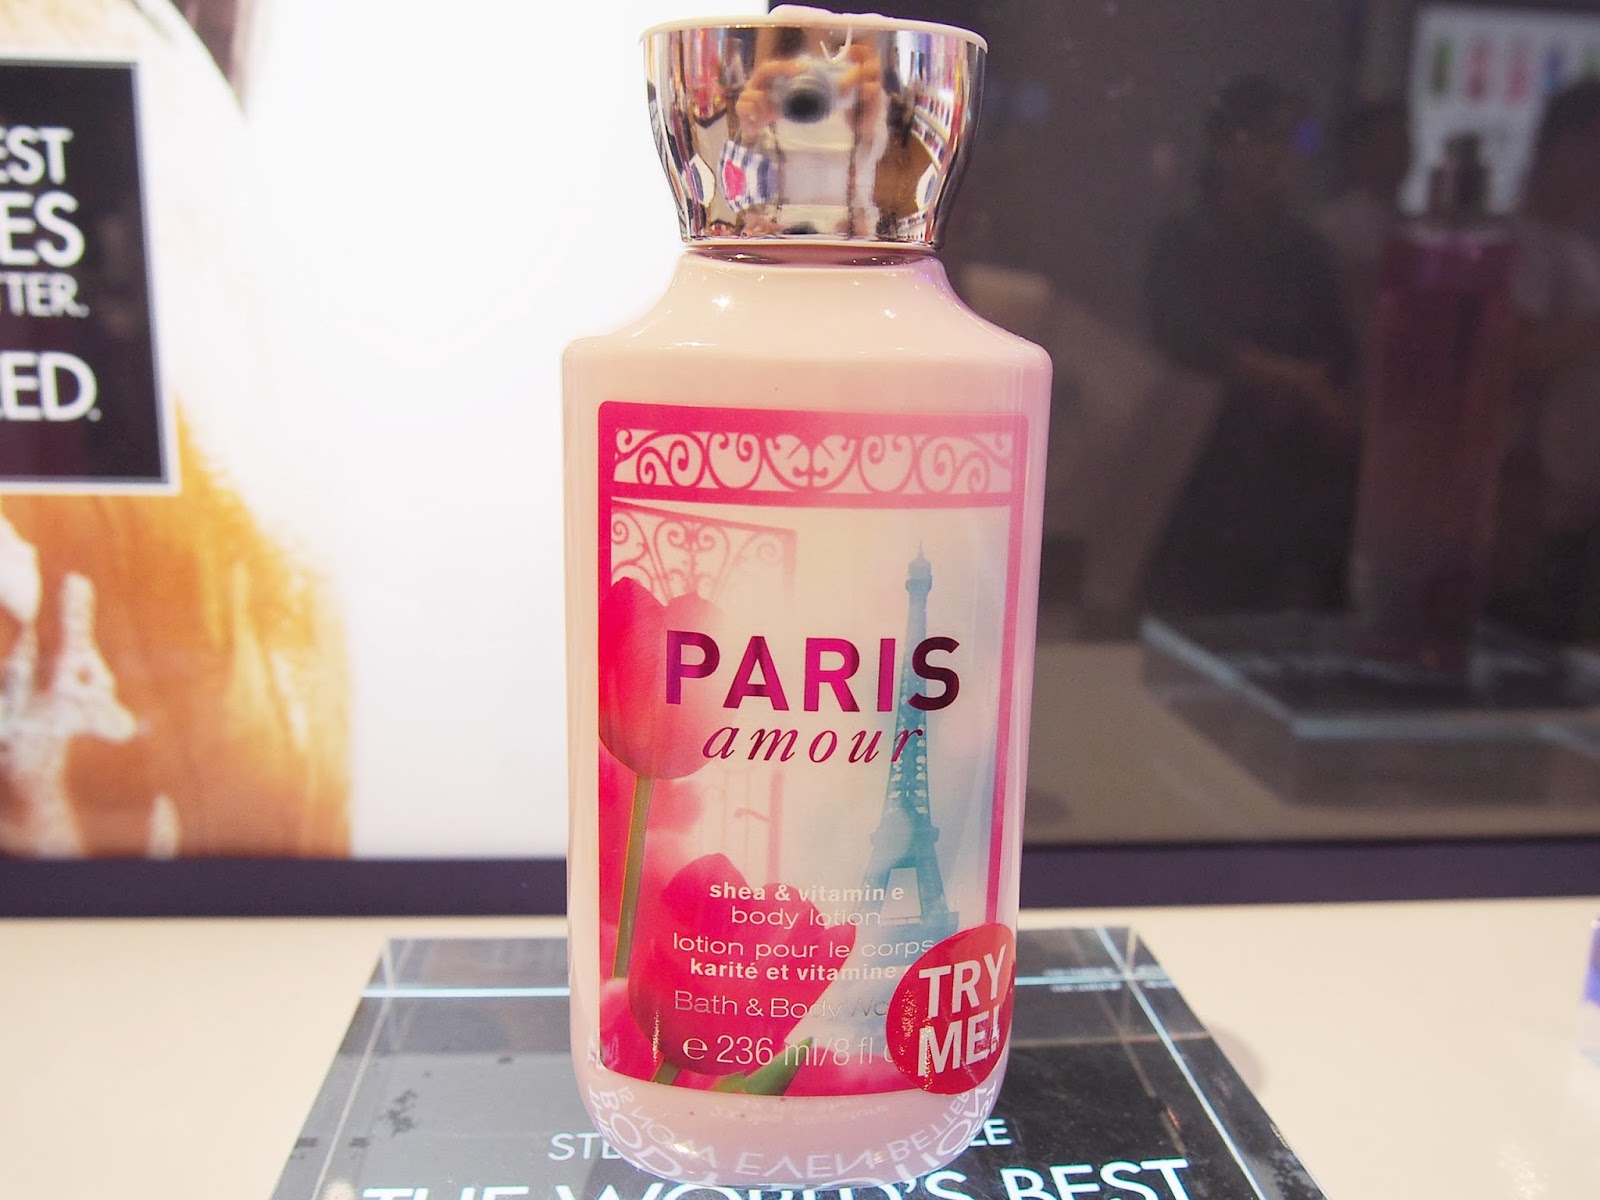 EST
ES
TTER.
ED.
PARIS
amour
shea & vitamin e
body lotion
lotion pour le corps
karité et vitamine
Bath & Body
℮ 236 ml/8 fl
TRY
ME!
THE WORLD'S BEST